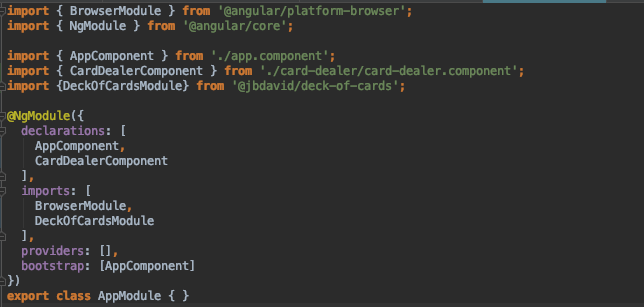 import { BrowserModule } from '@angular/platform-browser';
import { NgModule } from '@angular/core';
import { AppComponent } from './app.component';
import { CardDealerComponent } from './card-dealer/card-dealer.component';
import {DeckOfCardsModule} from '@jbdavid/deck-of-cards';
@NgModule({
declarations: [
AppComponent,
CardDealerComponent
],
imports: [
BrowserModule,
DeckOfCardsModule
],
providers: [],
bootstrap: [AppComponent]
})
export class AppModule { }